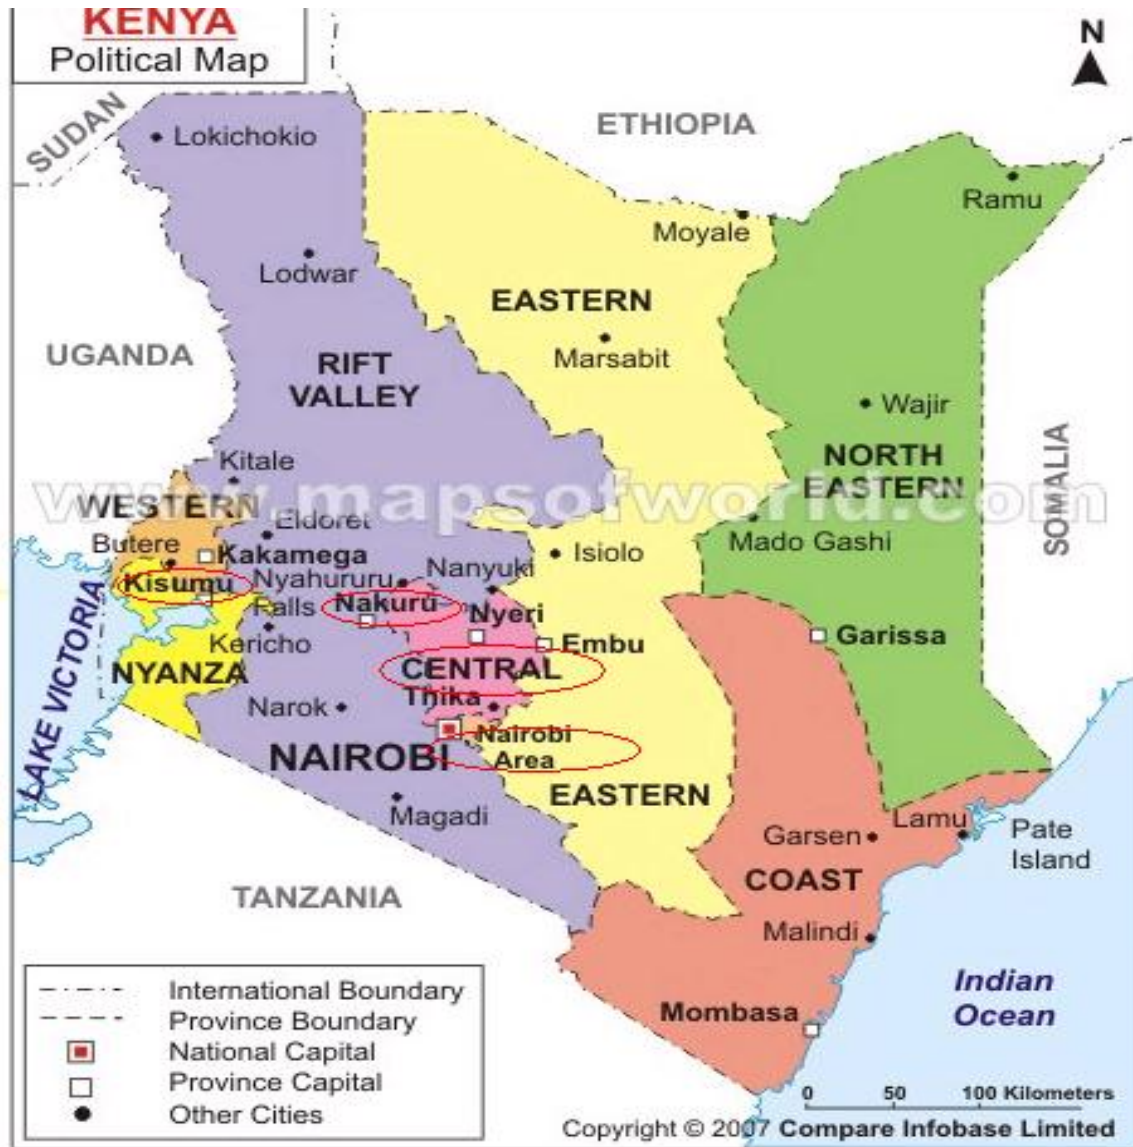 KENYA
Political Map
N
SUDAN
Lokichokio
ETHIOPIA
Ramu
Moyale
Lodwar
EASTERN
UGANDA
Marsabit
RIFT
VALLEY
Wajir
SOMALIA
NORTH
EASTERN
Kitale
www.mapsofworld.com
WESTERN
Eldoret
Butere
Kakamega
Isiolo
Mado Gashi
Kisumu
Nyahururu
Falls
Nanyuki
Nakuru
Nyeri
Kericho
Embu
Garissa
LAKE VICTORIA
NYANZA
CENTRAL
Thika
Narok
NAIROBI
Nairobi
Area
EASTERN
Magadi
Garsen
Lamu
Pate
Island
TANZANIA
COAST
Malindi
Indian
Ocean
Mombasa
International Boundary
Province Boundary
National Capital
Province Capital
Other Cities
0 50 100 Kilometers
Copyright © 2007 Compare Infobase Limited